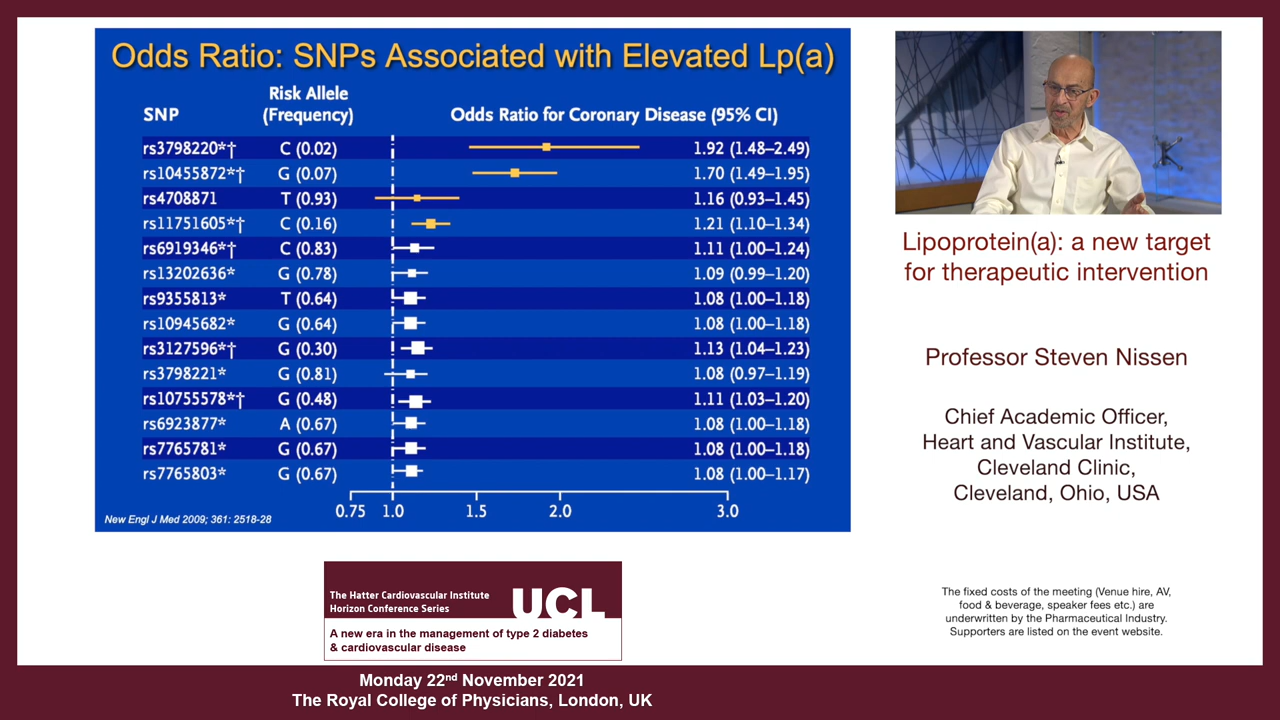 Odds Ratio: SNPs Associated with Elevated Lp(a)
SNP Risk Allele (Frequency) Odds Ratio for Coronary Disease (95% CI)
rs3798220*† C (0.02) 1.92 (1.48–2.49)
rs10455872*† G (0.07) 1.70 (1.49–1.95)
rs4708871 T (0.93) 1.16 (0.93–1.45)
rs11751605*† C (0.16) 1.21 (1.10–1.34)
rs6919346*† C (0.83) 1.11 (1.00–1.24)
rs13202636* G (0.78) 1.09 (0.99–1.20)
rs9355813* T (0.64) 1.08 (1.00–1.18)
rs10945682* G (0.64) 1.08 (1.00–1.18)
rs3127596*† G (0.30) 1.13 (1.04–1.23)
rs3798221* G (0.81) 1.08 (0.97–1.19)
rs10755578*† G (0.48) 1.11 (1.03–1.20)
rs6923877* A (0.67) 1.08 (1.00–1.18)
rs7765781* G (0.67) 1.08 (1.00–1.18)
rs7765803* G (0.67) 1.08 (1.00–1.17)
0.75 1.0 1.5 2.0 3.0
New Engl J Med 2009; 361: 2518-28
Lipoprotein(a): a new target
for therapeutic intervention
Professor Steven Nissen
Chief Academic Officer,
Heart and Vascular Institute,
Cleveland Clinic,
Cleveland, Ohio, USA
The fixed costs of the meeting (Venue hire, AV,
food & beverage, speaker fees etc.) are
underwritten by the Pharmaceutical Industry.
Supporters are listed on the event website.
The Hatter Cardiovascular Institute
Horizon Conference Series
UCL
A new era in the management of type 2 diabetes
& cardiovascular disease
Monday 22nd November 2021
The Royal College of Physicians, London, UK